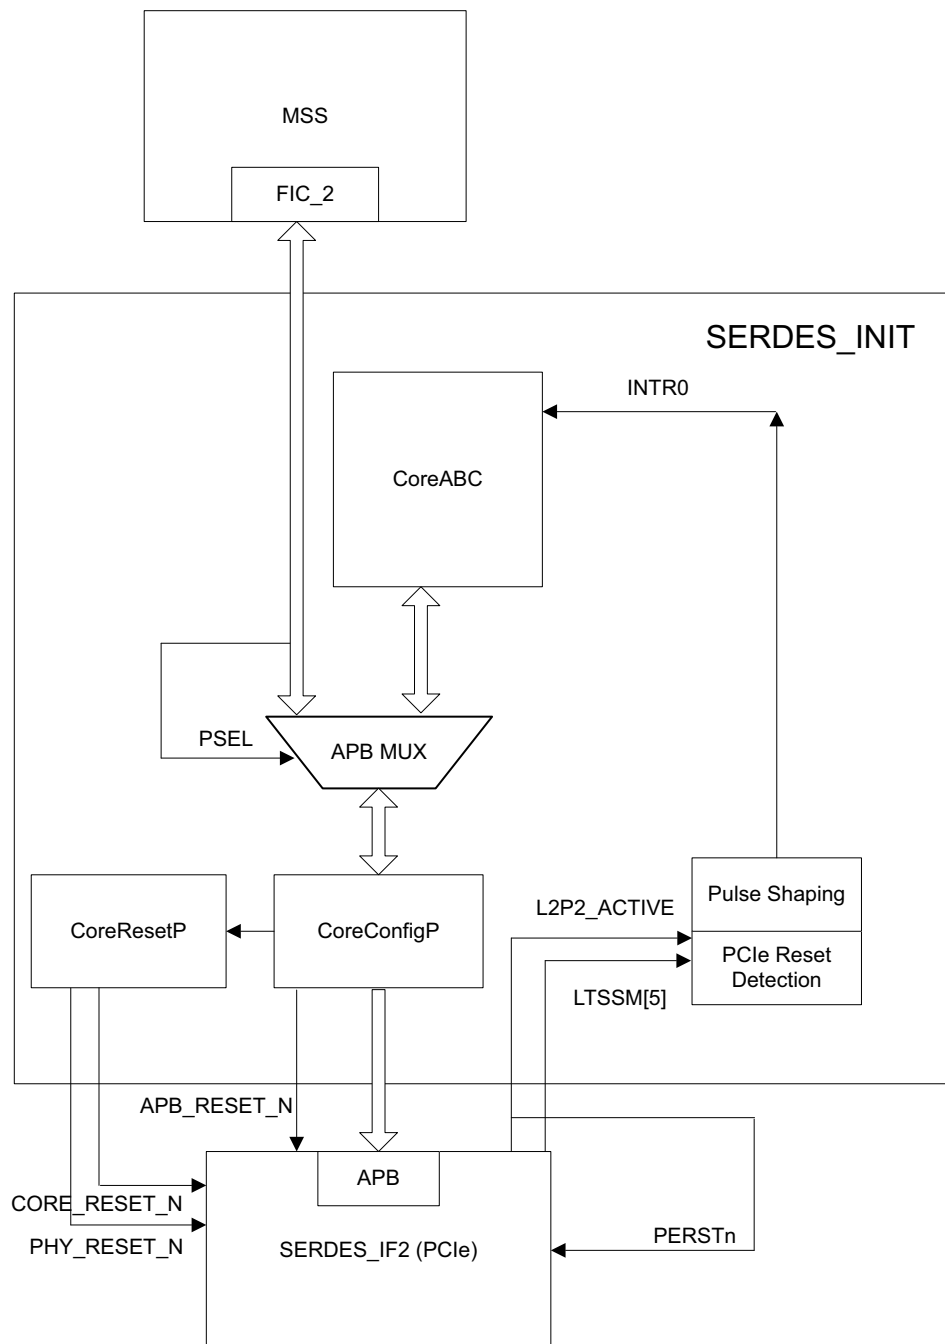 MSS
FIC_2
SERDES_INIT
INTR0
CoreABC
PSEL
APB MUX
CoreResetP
CoreConfigP
L2P2_ACTIVE
Pulse Shaping
PCIe Reset
Detection
LTSSM[5]
APB_RESET_N
APB
CORE_RESET_N
PHY_RESET_N
SERDES_IF2 (PCIe)
PERSTn